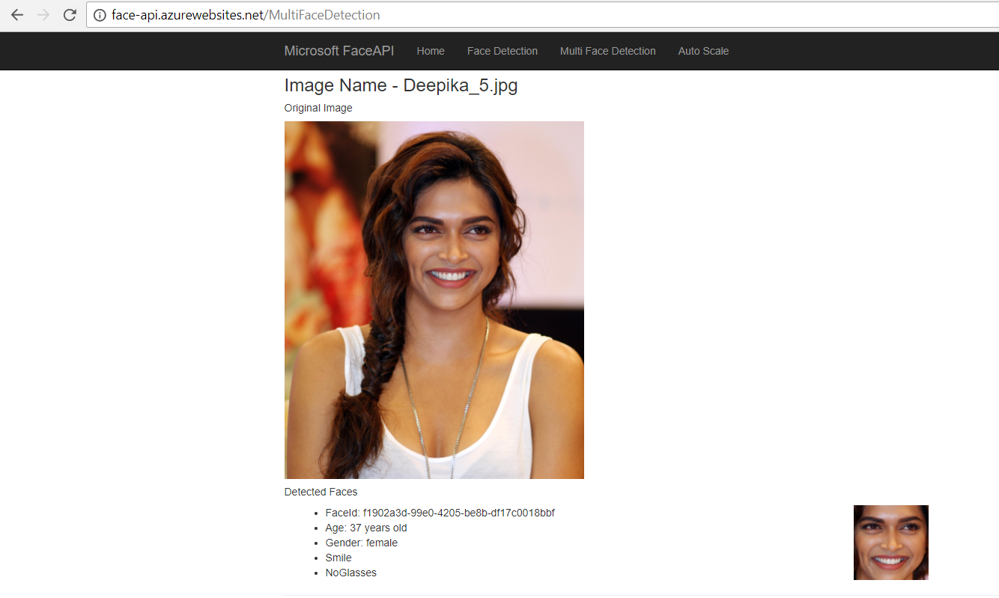 face-api.azurewebsites.net/MultiFaceDetection
Microsoft FaceAPI Home Face Detection Multi Face Detection Auto Scale
Image Name - Deepika_5.jpg
Original Image
Detected Faces
FaceId: f1902a3d-99e0-4205-be8b-df17c0018bbf
Age: 37 years old
Gender: female
Smile
NoGlasses